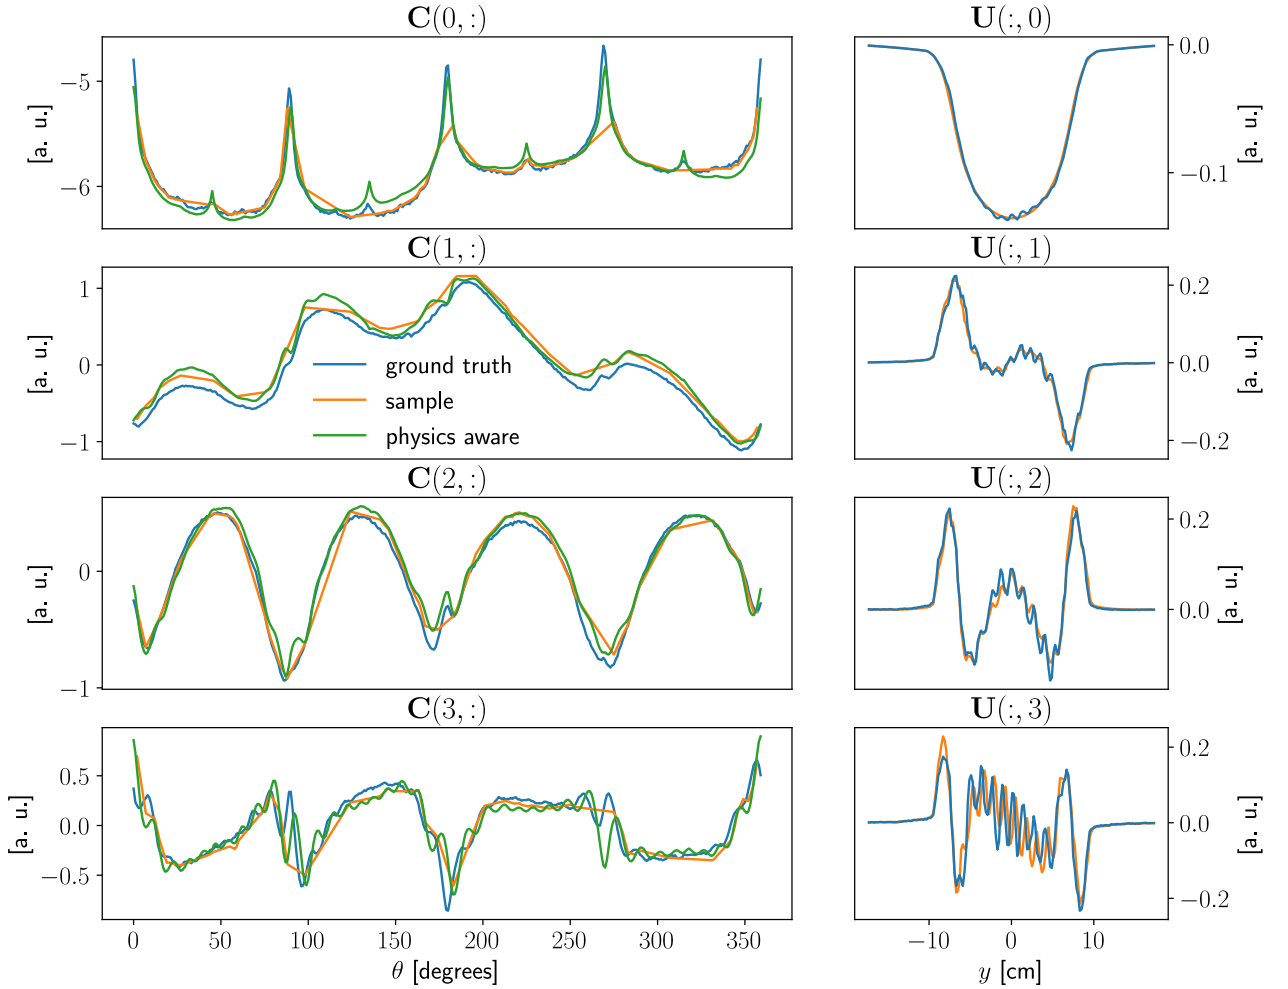 C(0,:)
U(:,0)
−5
−6
[a. u.]
0.0
−0.1
[a. u.]
C(1,:)
U(:,1)
1
0
−1
[a. u.]
ground truth
sample
physics aware
0.2
0.0
−0.2
[a. u.]
C(2,:)
U(:,2)
0
−1
[a. u.]
0.2
0.0
[a. u.]
C(3,:)
U(:,3)
0.5
0.0
−0.5
[a. u.]
0.2
0.0
−0.2
[a. u.]
0 50 100 150 200 250 300 350
−10 0 10
θ [degrees]
y [cm]